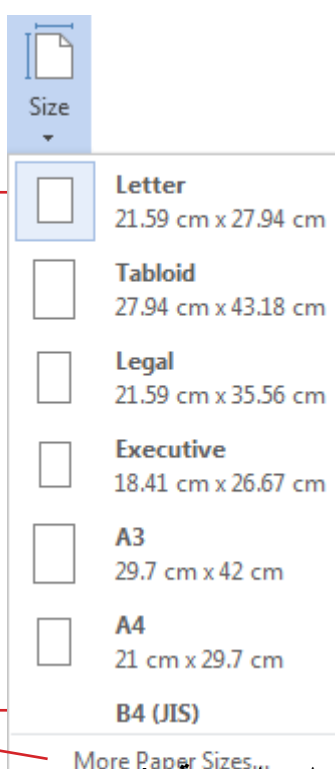 Size
Letter
21.59 cm x 27.94 cm
Tabloid
27.94 cm x 43.18 cm
Legal
21.59 cm x 35.56 cm
Executive
18.41 cm x 26.67 cm
A3
29.7 cm x 42 cm
A4
21 cm x 29.7 cm
B4 (JIS)
More Paper Sizes...